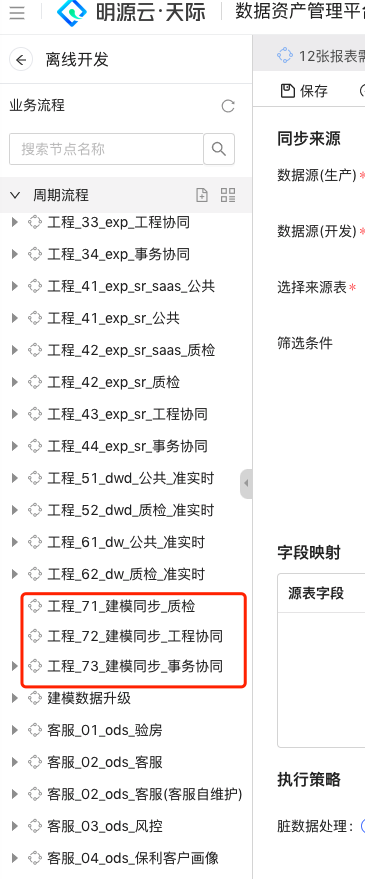 明源云·天际
数据资产管理平台
离线开发
业务流程
搜索节点名称
周期流程
工程_33_exp_工程协同
工程_34_exp_事务协同
工程_41_exp_sr_saas_公共
工程_41_exp_sr_公共
工程_42_exp_sr_saas_质检
工程_42_exp_sr_质检
工程_43_exp_sr_工程协同
工程_44_exp_sr_事务协同
工程_51_dwd_公共_准实时
工程_52_dwd_质检_准实时
工程_61_dw_公共_准实时
工程_62_dw_质检_准实时
工程_71_建模同步_质检
工程_72_建模同步_工程协同
工程_73_建模同步_事务协同
建模数据升级
客服_01_ods_验房
客服_02_ods_客服
客服_02_ods_客服(客服自维护)
客服_03_ods_风控
客服_04_ods_保利客户画像
12张报表需
保存
同步来源
数据源(生产)*
数据源(开发)*
选择来源表*
筛选条件
字段映射
源表字段
执行策略
脏数据处理：